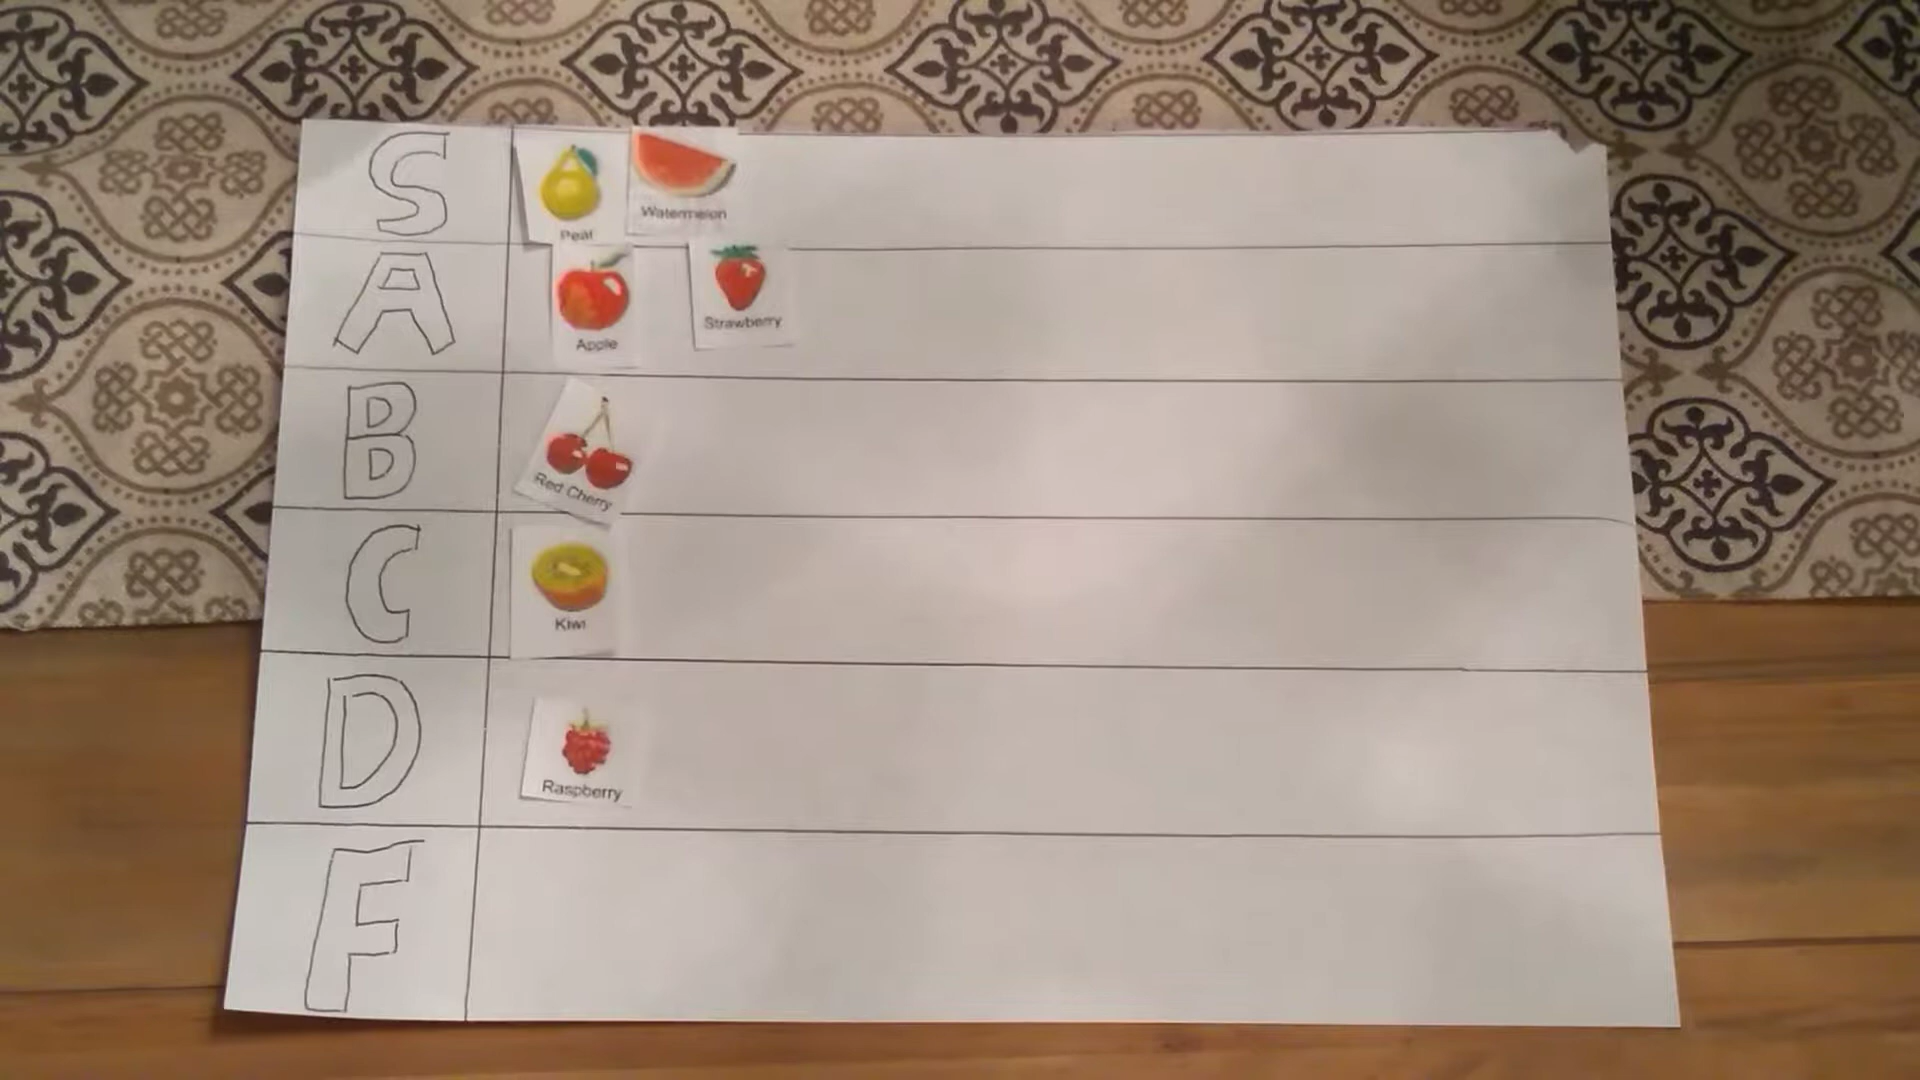 S
Pear
Watermelon
A
Apple
Strawberry
B
Red Cherry
C
Kiwi
D
Raspberry
F